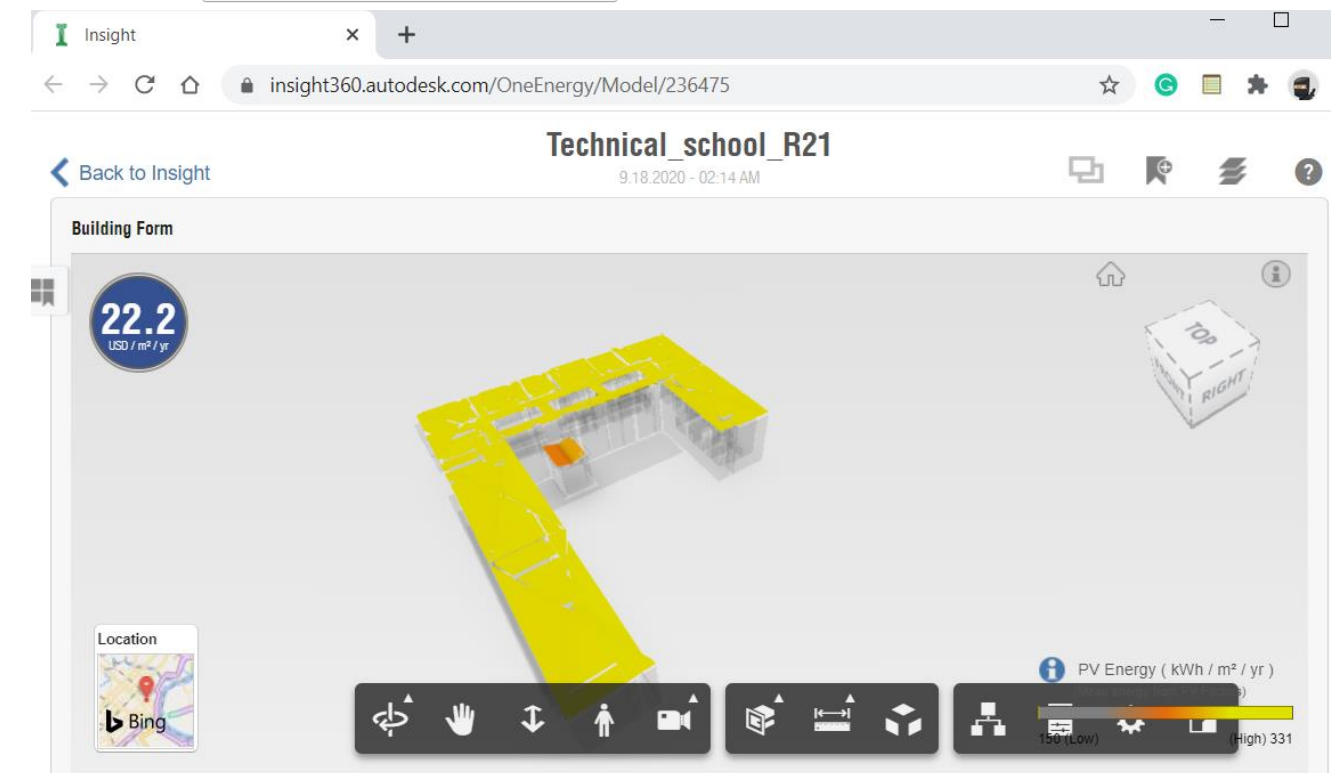 Insight
insight360.autodesk.com/OneEnergy/Model/236475
Back to Insight
Technical_school_R21
9.18.2020 - 02:14 AM
Building Form
22.2
USD / m² / yr
TOP
FRONT
RIGHT
Location
Bing
PV Energy ( kWh / m² / yr )
150 (Low)
(High) 331